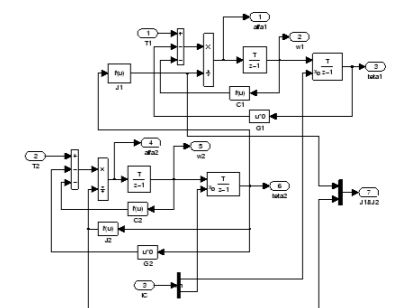 1
alfa1
1
T1
2
w1
T
z-1
T
z-1
3
teta1
f(u)
J1
f(u)
C1
u*0
G1
2
T2
4
alfa2
5
w2
T
z-1
T
z-1
6
teta2
7
J1&J2
f(u)
C2
f(u)
J2
u*0
G2
3
IC